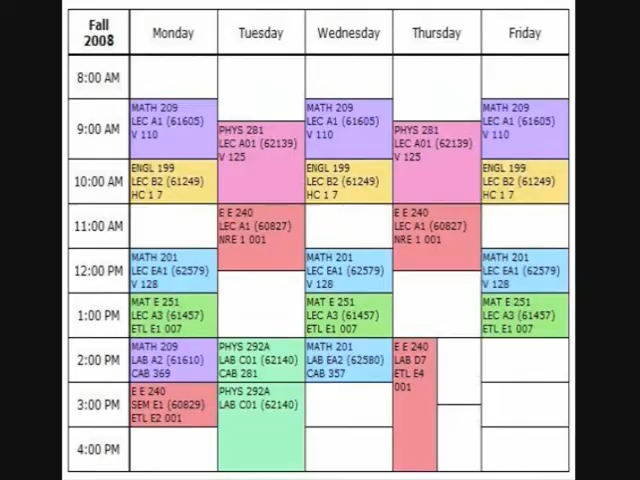 Fall
2008
Monday
Tuesday
Wednesday
Thursday
Friday
8:00 AM
9:00 AM
MATH 209
LEC A1 (61605)
V 110
PHYS 281
LEC A01 (62139)
V 125
MATH 209
LEC A1 (61605)
V 110
PHYS 281
LEC A01 (62139)
V 125
MATH 209
LEC A1 (61605)
V 110
10:00 AM
ENGL 199
LEC B2 (61249)
HC 1 7
ENGL 199
LEC B2 (61249)
HC 1 7
ENGL 199
LEC B2 (61249)
HC 1 7
11:00 AM
E E 240
LEC A1 (60827)
NRE 1 001
E E 240
LEC A1 (60827)
NRE 1 001
12:00 PM
MATH 201
LEC EA1 (62579)
V 128
MATH 201
LEC EA1 (62579)
V 128
MATH 201
LEC EA1 (62579)
V 128
1:00 PM
MAT E 251
LEC A3 (61457)
ETL E1 007
MAT E 251
LEC A3 (61457)
ETL E1 007
MAT E 251
LEC A3 (61457)
ETL E1 007
2:00 PM
MATH 209
LAB A2 (61610)
CAB 369
PHYS 292A
LAB C01 (62140)
CAB 281
MATH 201
LAB EA2 (62580)
CAB 357
E E 240
LAB D7
ETL E4
001
3:00 PM
E E 240
SEM E1 (60829)
ETL E2 001
PHYS 292A
LAB C01 (62140)
4:00 PM